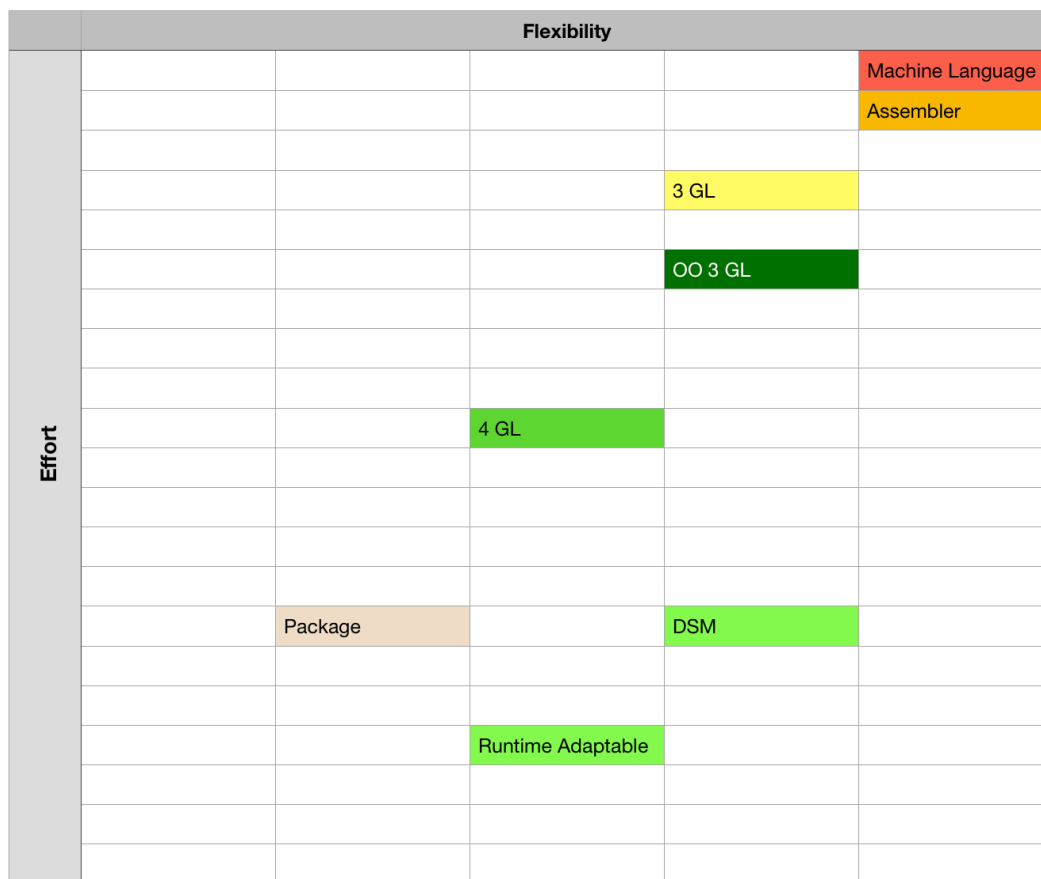 Flexibility
Machine Language
Assembler
3 GL
OO 3 GL
4 GL
Effort
Package
DSM
Runtime Adaptable